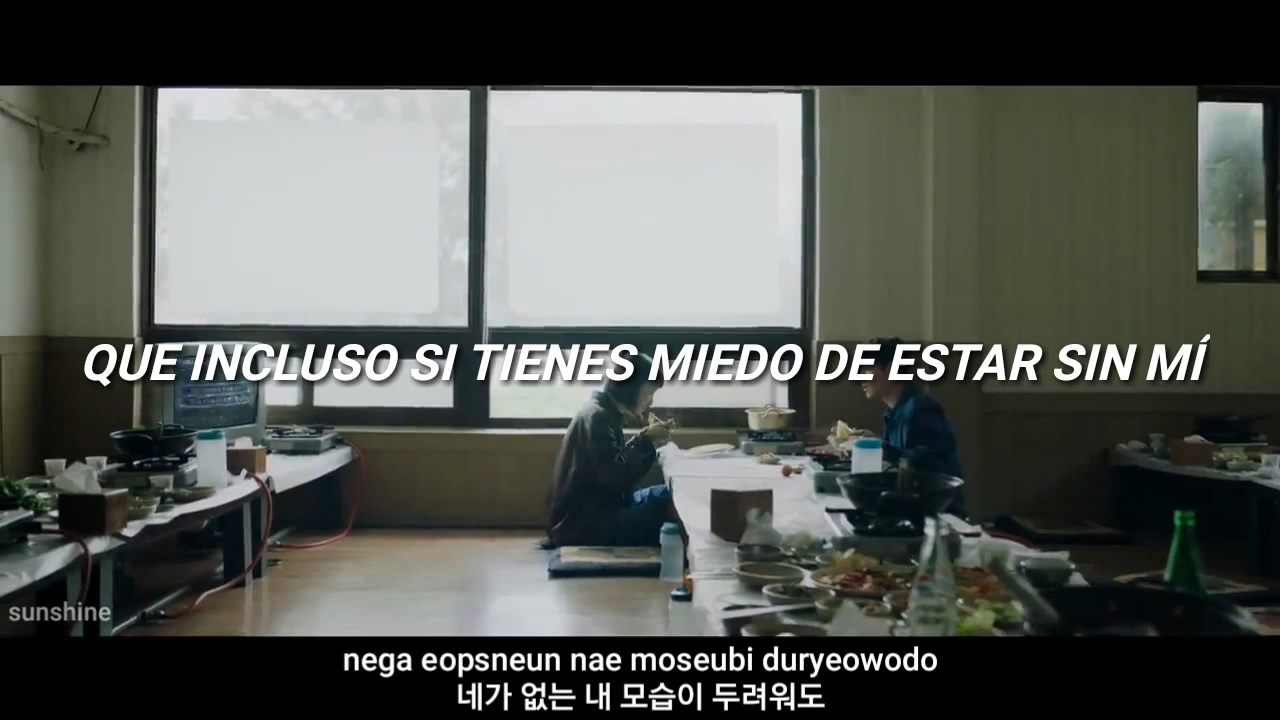 QUE INCLUSO SI TIENES MIEDO DE ESTAR SIN MÍ
sunshine
nega eopsneun nae moseubi duryeowodo
네가 없는 내 모습이 두려워도